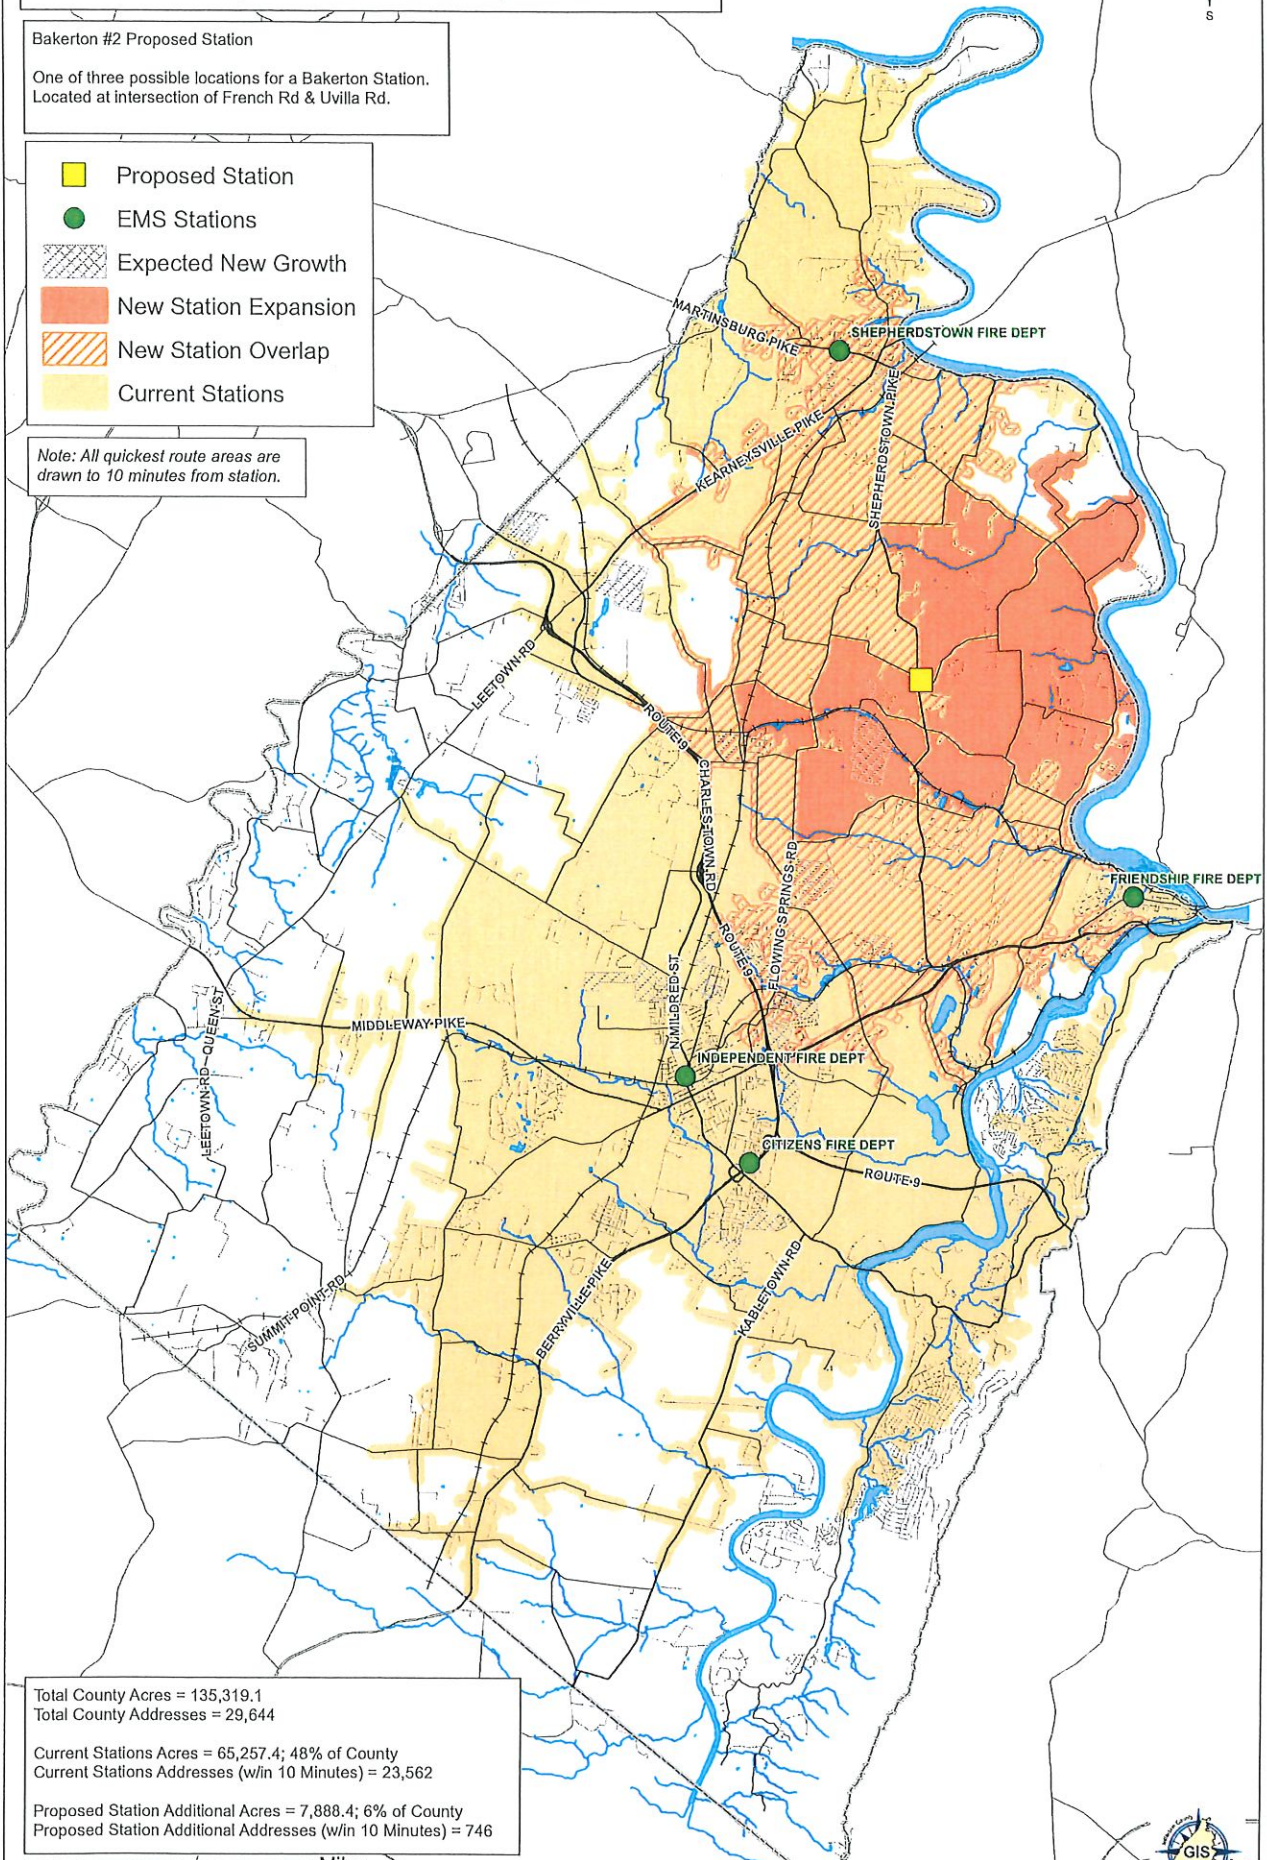 S
Bakerton #2 Proposed Station
One of three possible locations for a Bakerton Station.
Located at intersection of French Rd & Uvilla Rd.
Proposed Station
EMS Stations
Expected New Growth
New Station Expansion
New Station Overlap
Current Stations
Note: All quickest route areas are
drawn to 10 minutes from station.
MARTINSBURG PIKE
SHEPHERDSTOWN FIRE DEPT
KEARNEYSVILLE PIKE
SHEPHERDSTOWN PIKE
LEETOWN RD
ROUTE 9
CHARLES TOWN RD
FLOWING SPRINGS RD
FRIENDSHIP FIRE DEPT
ROUTE 9
N MILDRED ST
MIDDLEWAY PIKE
LEETOWN RD
QUEEN ST
INDEPENDENT FIRE DEPT
CITIZENS FIRE DEPT
ROUTE 9
SUMMIT POINT RD
BERRYVILLE PIKE
KABLETOWN RD
Total County Acres = 135,319.1
Total County Addresses = 29,644
Current Stations Acres = 65,257.4; 48% of County
Current Stations Addresses (w/in 10 Minutes) = 23,562
Proposed Station Additional Acres = 7,888.4; 6% of County
Proposed Station Additional Addresses (w/in 10 Minutes) = 746
GIS